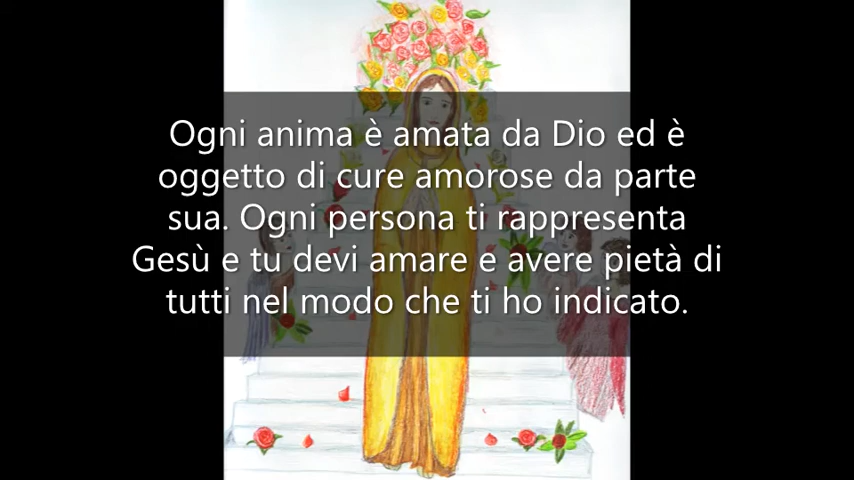 Ogni anima è amata da Dio ed è
oggetto di cure amorose da parte
sua. Ogni persona ti rappresenta
Gesù e tu devi amare e avere pietà di
tutti nel modo che ti ho indicato.